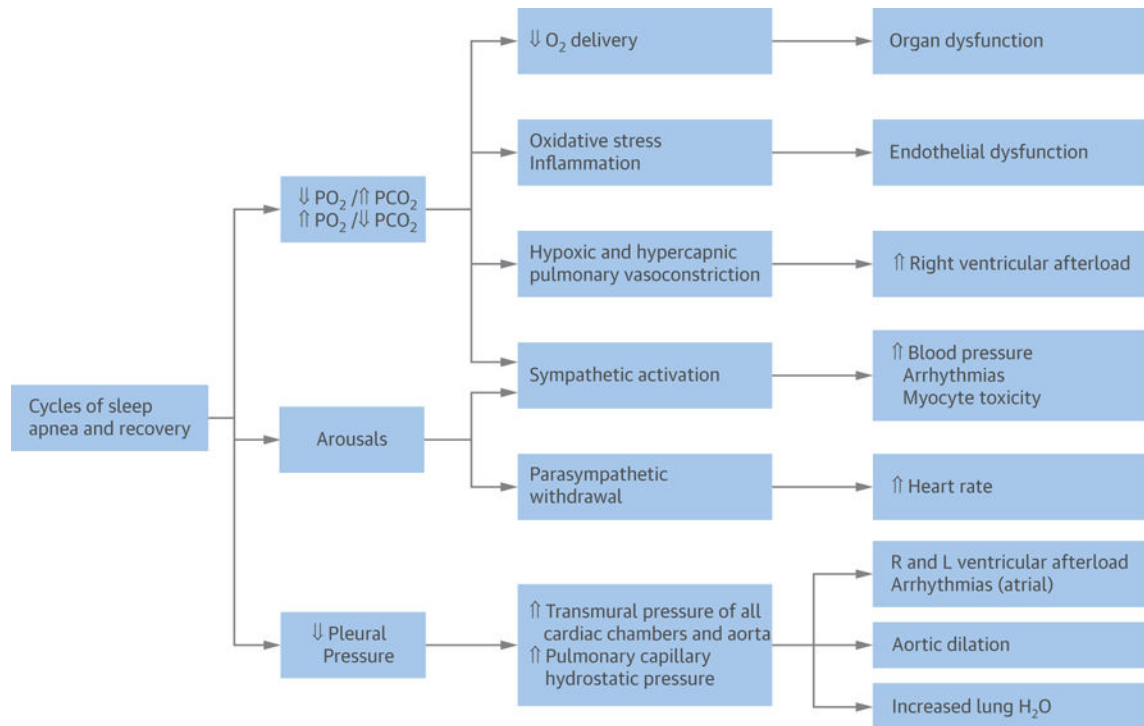 Cycles of sleep
apnea and recovery
⇓ PO₂ /⇑ PCO₂
⇑ PO₂ /⇓ PCO₂
Arousals
⇓ Pleural
Pressure
⇓ O₂ delivery
Oxidative stress
Inflammation
Hypoxic and hypercapnic
pulmonary vasoconstriction
Sympathetic activation
Parasympathetic
withdrawal
⇑ Transmural pressure of all
cardiac chambers and aorta
⇑ Pulmonary capillary
hydrostatic pressure
Organ dysfunction
Endothelial dysfunction
⇑ Right ventricular afterload
⇑ Blood pressure
Arrhythmias
Myocyte toxicity
⇑ Heart rate
R and L ventricular afterload
Arrhythmias (atrial)
Aortic dilation
Increased lung H₂O